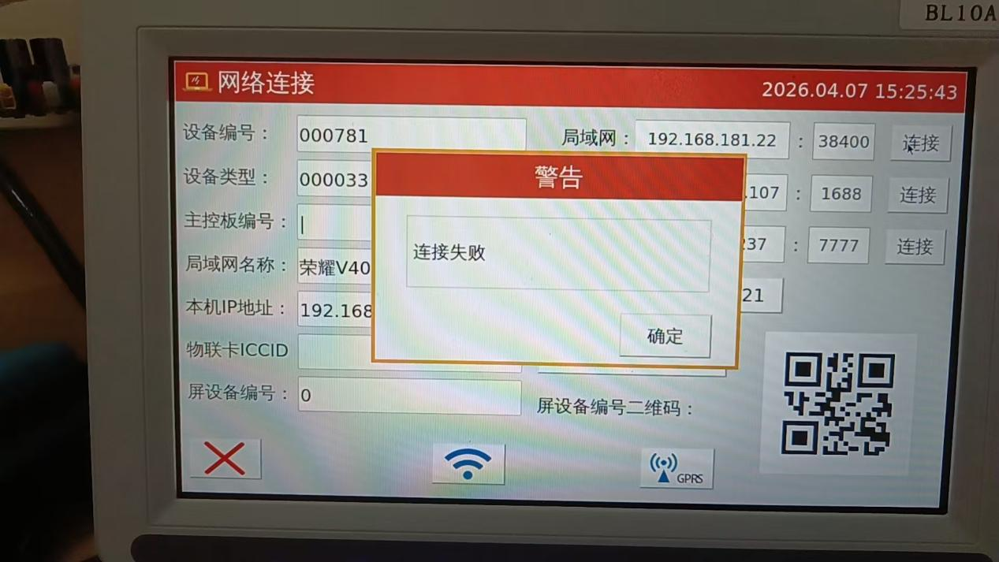 BL10A
网络连接
2026.04.07 15:25:43
设备编号：
000781
局域网：
192.168.181.22
:
38400
连接
设备类型：
000033
.107
:
1688
连接
主控板编号：
37
:
7777
连接
局域网名称：
荣耀V40
21
本机IP地址：
192.168
物联卡ICCID
屏设备编号：
0
屏设备编号二维码：
警告
连接失败
确定
GPRS